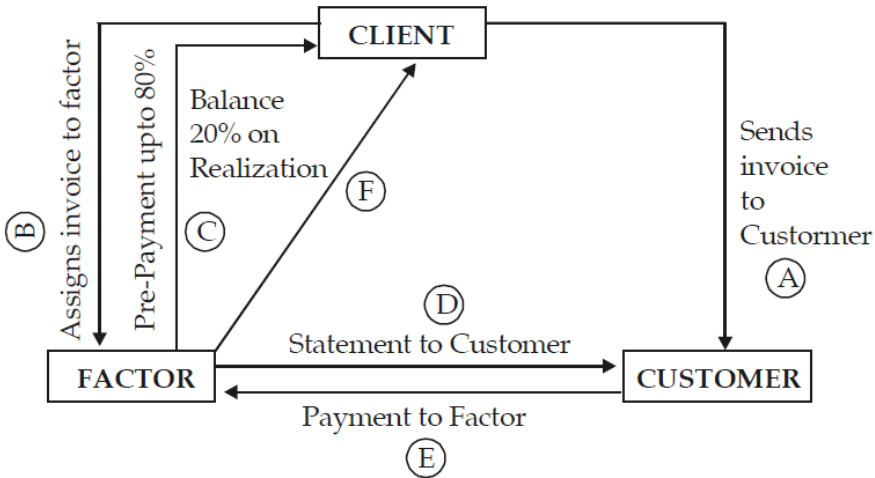 CLIENT
Assigns invoice to factor
B
Pre-Payment upto 80%
C
Balance
20% on
Realization
F
Sends
invoice
to
Custormer
A
D
Statement to Customer
FACTOR
CUSTOMER
Payment to Factor
E